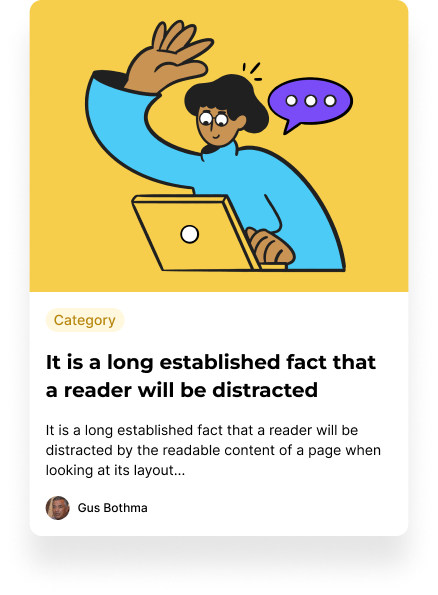 Category
It is a long established fact that
a reader will be distracted
It is a long established fact that a reader will be
distracted by the readable content of a page when
looking at its layout...
Gus Bothma